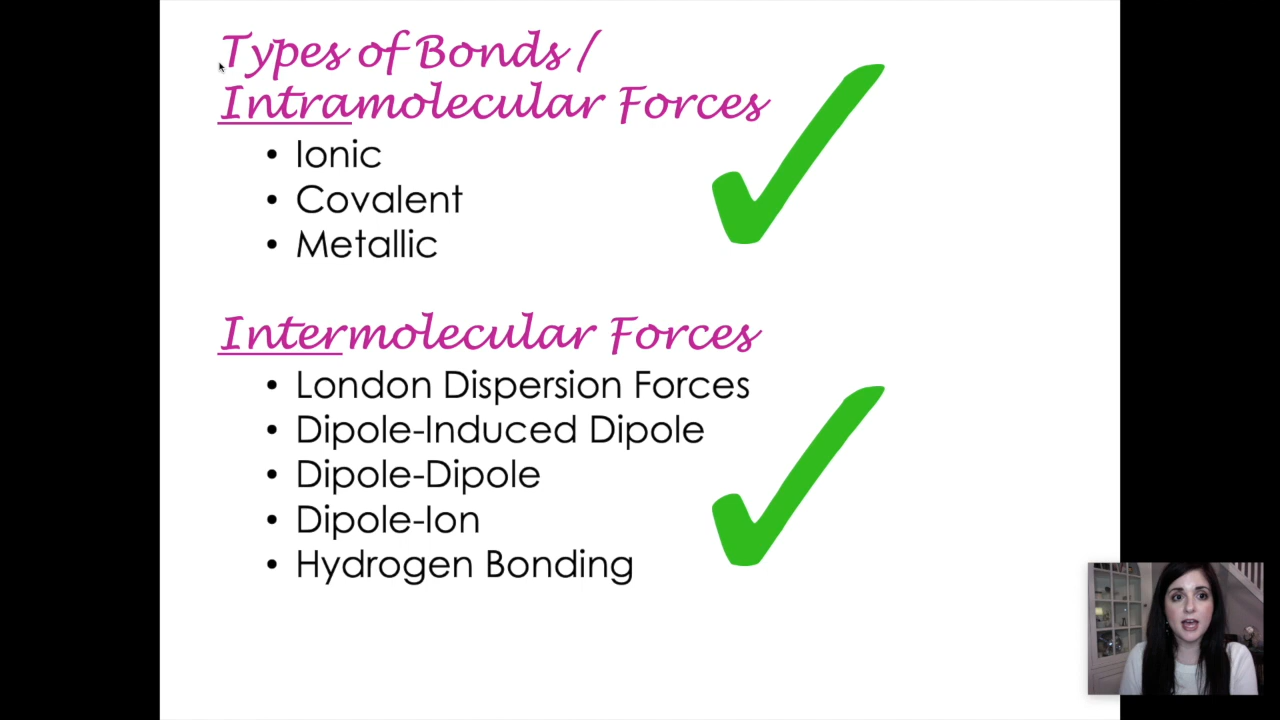 Types of Bonds /
Intramolecular Forces
• Ionic
• Covalent
• Metallic
Intermolecular Forces
• London Dispersion Forces
• Dipole-Induced Dipole
• Dipole-Dipole
• Dipole-Ion
• Hydrogen Bonding